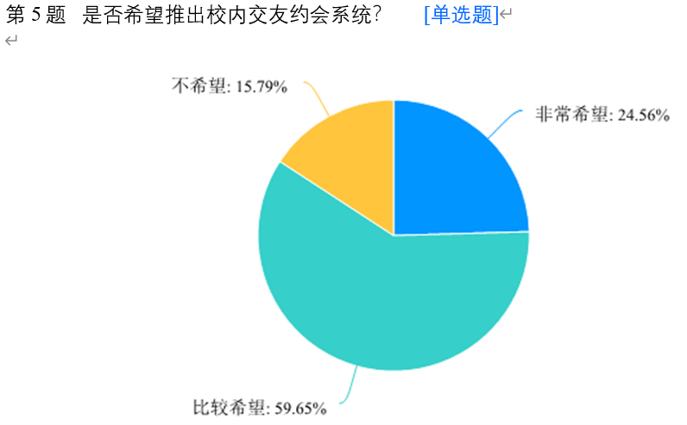 第 5 题 是否希望推出校内交友约会系统? [单选题]↵
↵
不希望: 15.79%
非常希望: 24.56%
比较希望: 59.65%